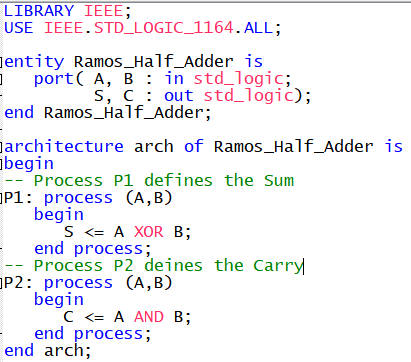 LIBRARY IEEE;
USE IEEE.STD_LOGIC_1164.ALL;
entity Ramos_Half_Adder is
port( A, B : in std_logic;
S, C : out std_logic);
end Ramos_Half_Adder;
architecture arch of Ramos_Half_Adder is
begin
-- Process P1 defines the Sum
P1: process (A,B)
begin
S <= A XOR B;
end process;
-- Process P2 deines the Carry
P2: process (A,B)
begin
C <= A AND B;
end process;
end arch;